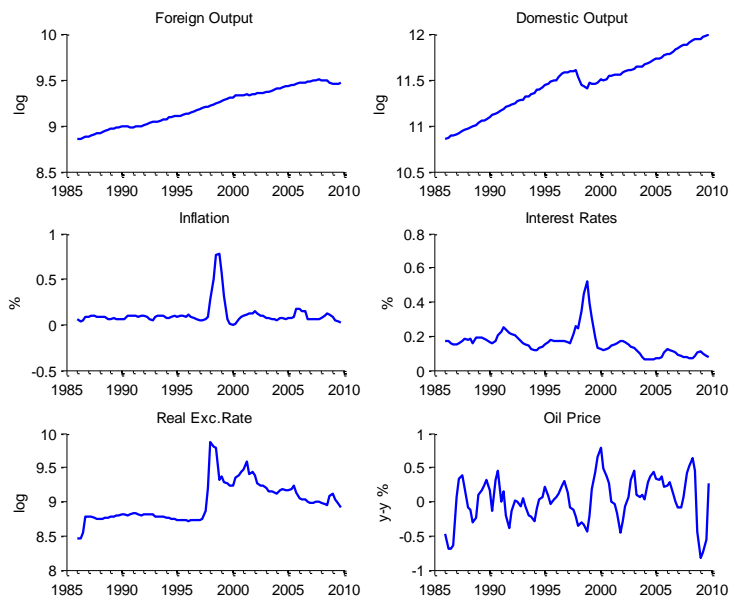 Foreign Output
10
9.5
9
8.5
log
1985 1990 1995 2000 2005 2010
Domestic Output
12
11.5
11
10.5
log
1985 1990 1995 2000 2005 2010
Inflation
1
0.5
0
-0.5
%
1985 1990 1995 2000 2005 2010
Interest Rates
0.8
0.6
0.4
0.2
0
%
1985 1990 1995 2000 2005 2010
Real Exc.Rate
10
9.5
9
8.5
8
log
1985 1990 1995 2000 2005 2010
Oil Price
1
0.5
0
-0.5
-1
y-y %
1985 1990 1995 2000 2005 2010